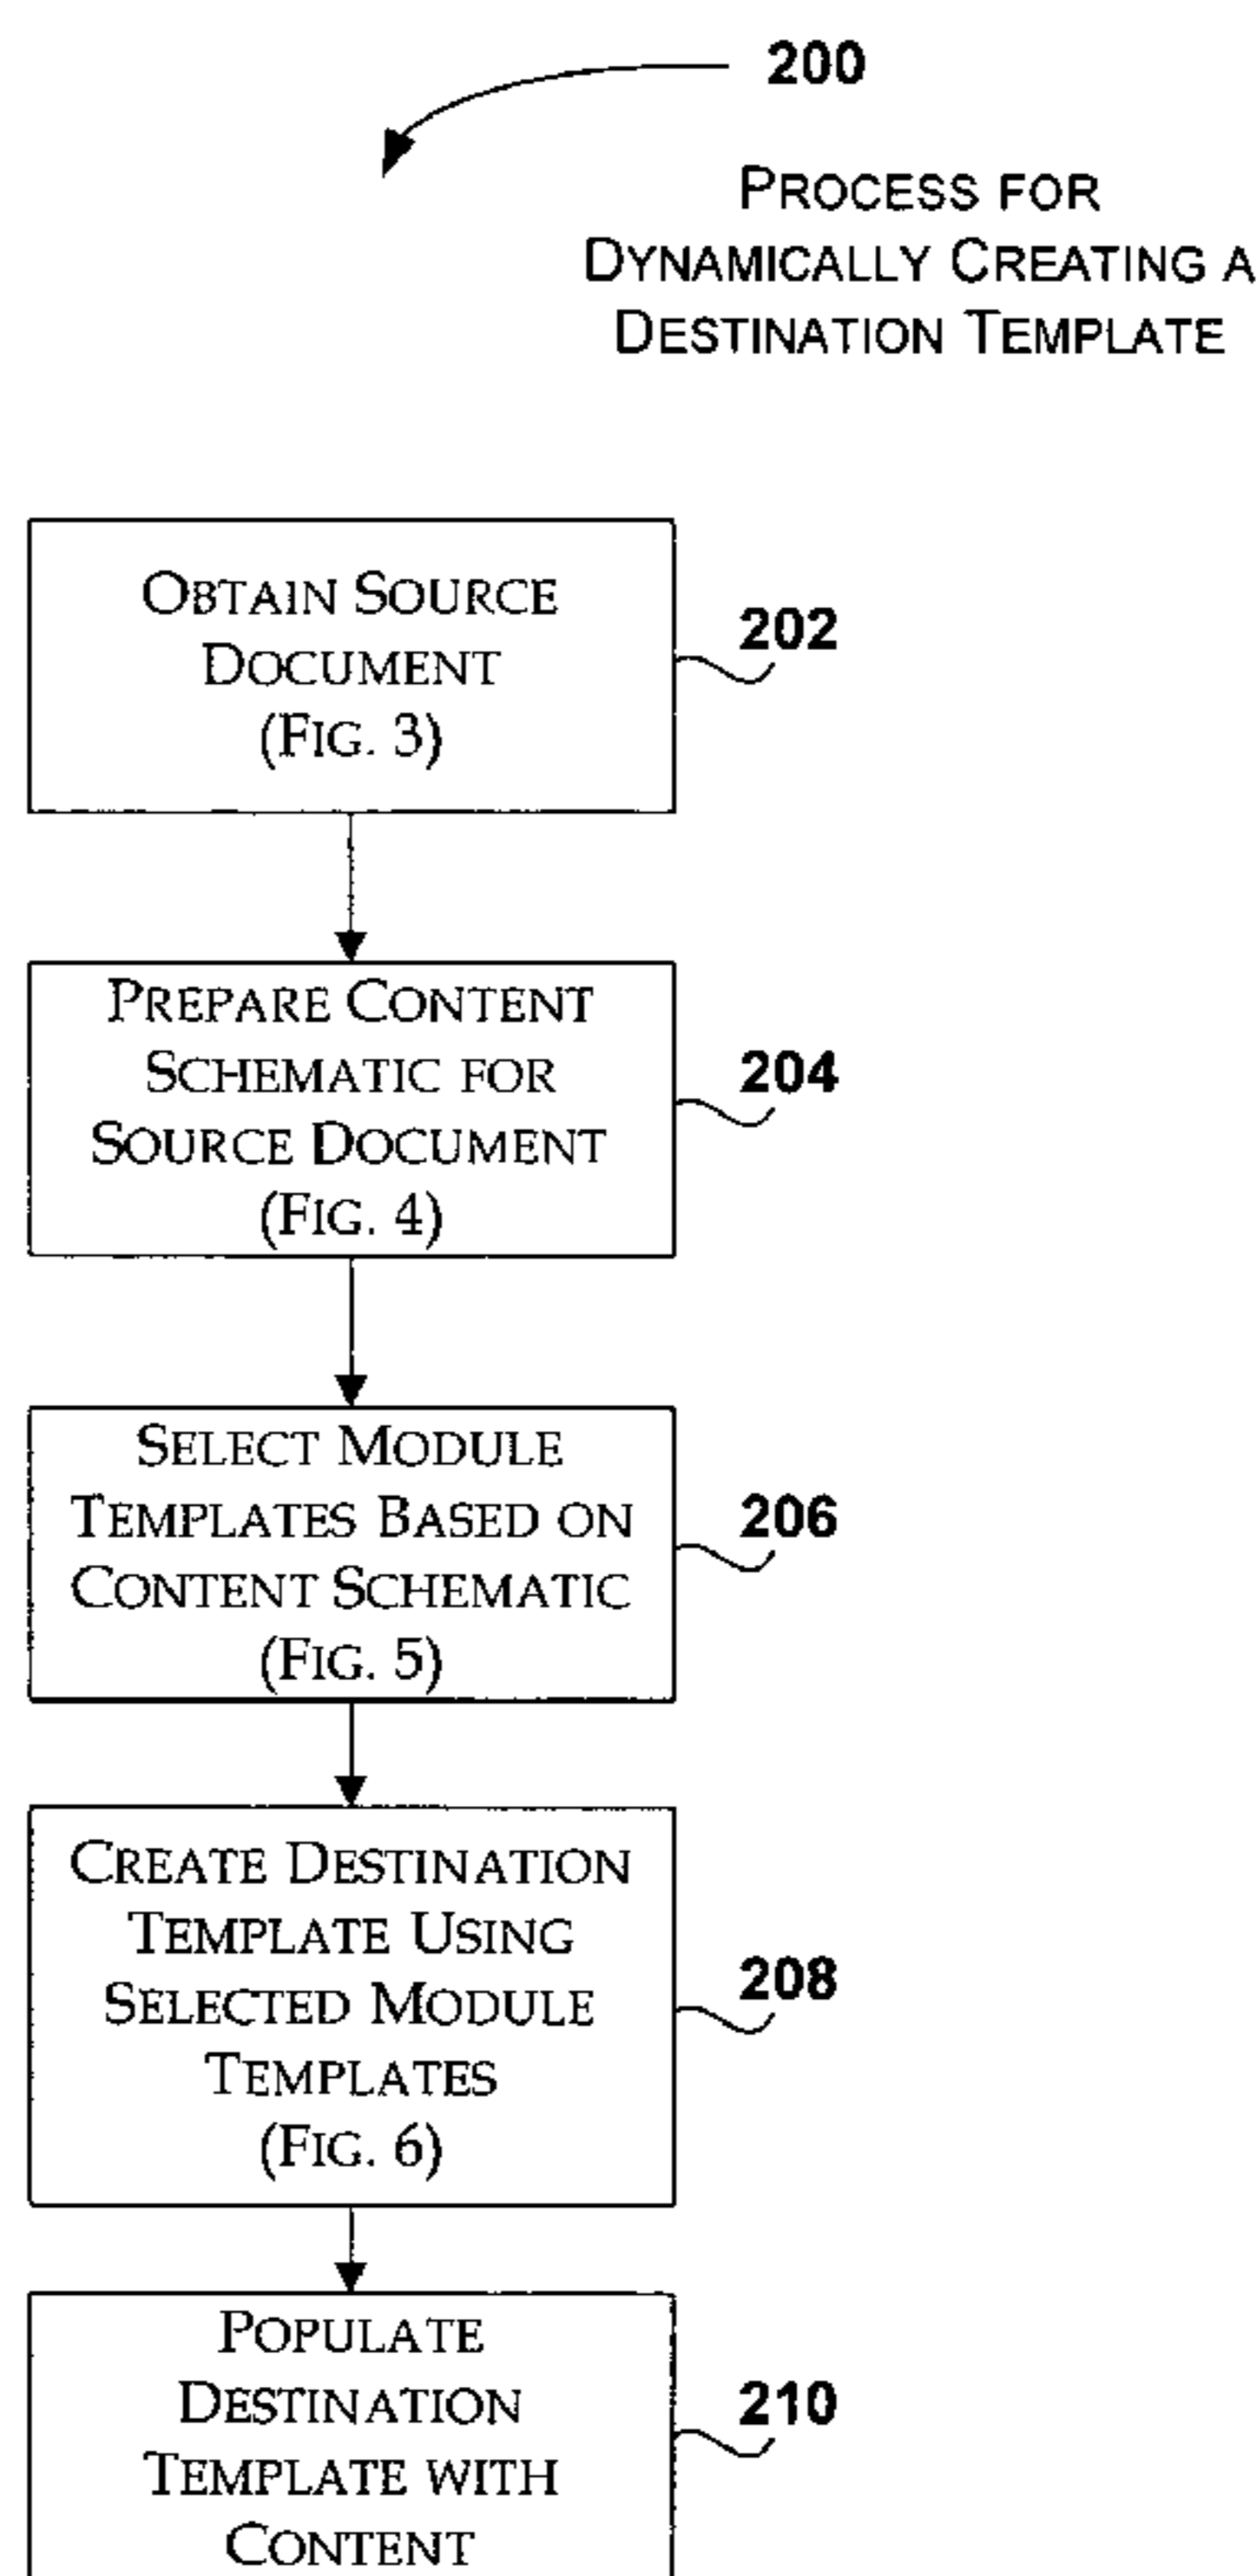 200
PROCESS FOR
DYNAMICALLY CREATING A
DESTINATION TEMPLATE
OBTAIN SOURCE
DOCUMENT
(FIG. 3)
202
PREPARE CONTENT
SCHEMATIC FOR
SOURCE DOCUMENT
(FIG. 4)
204
SELECT MODULE
TEMPLATES BASED ON
CONTENT SCHEMATIC
(FIG. 5)
206
CREATE DESTINATION
TEMPLATE USING
SELECTED MODULE
TEMPLATES
(FIG. 6)
208
POPULATE
DESTINATION
TEMPLATE WITH
CONTENT
210